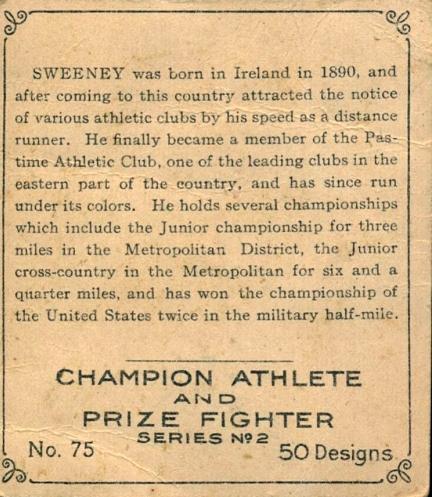 SWEENEY was born in Ireland in 1890, and
after coming to this country attracted the notice
of various athletic clubs by his speed as a distance
runner. He finally became a member of the Pas-
time Athletic Club, one of the leading clubs in the
eastern part of the country, and has since run
under its colors. He holds several championships
which include the Junior championship for three
miles in the Metropolitan District, the Junior
cross-country in the Metropolitan for six and a
quarter miles, and has won the championship of
the United States twice in the military half-mile.
CHAMPION ATHLETE
AND
PRIZE FIGHTER
SERIES Nº2
No. 75
50 Designs